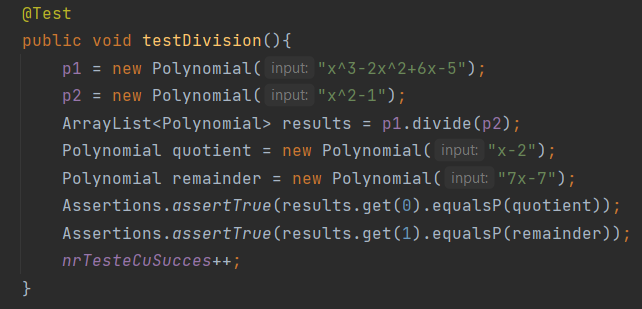 @Test
public void testDivision(){
p1 = new Polynomial( input: "x^3-2x^2+6x-5");
p2 = new Polynomial( input: "x^2-1");
ArrayList<Polynomial> results = p1.divide(p2);
Polynomial quotient = new Polynomial( input: "x-2");
Polynomial remainder = new Polynomial( input: "7x-7");
Assertions.assertTrue(results.get(0).equalsP(quotient));
Assertions.assertTrue(results.get(1).equalsP(remainder));
nrTesteCuSucces++;
}